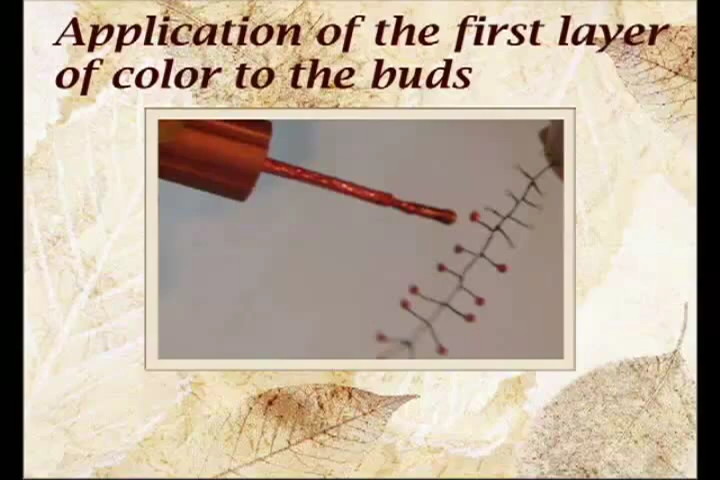 Application of the first layer
of color to the buds